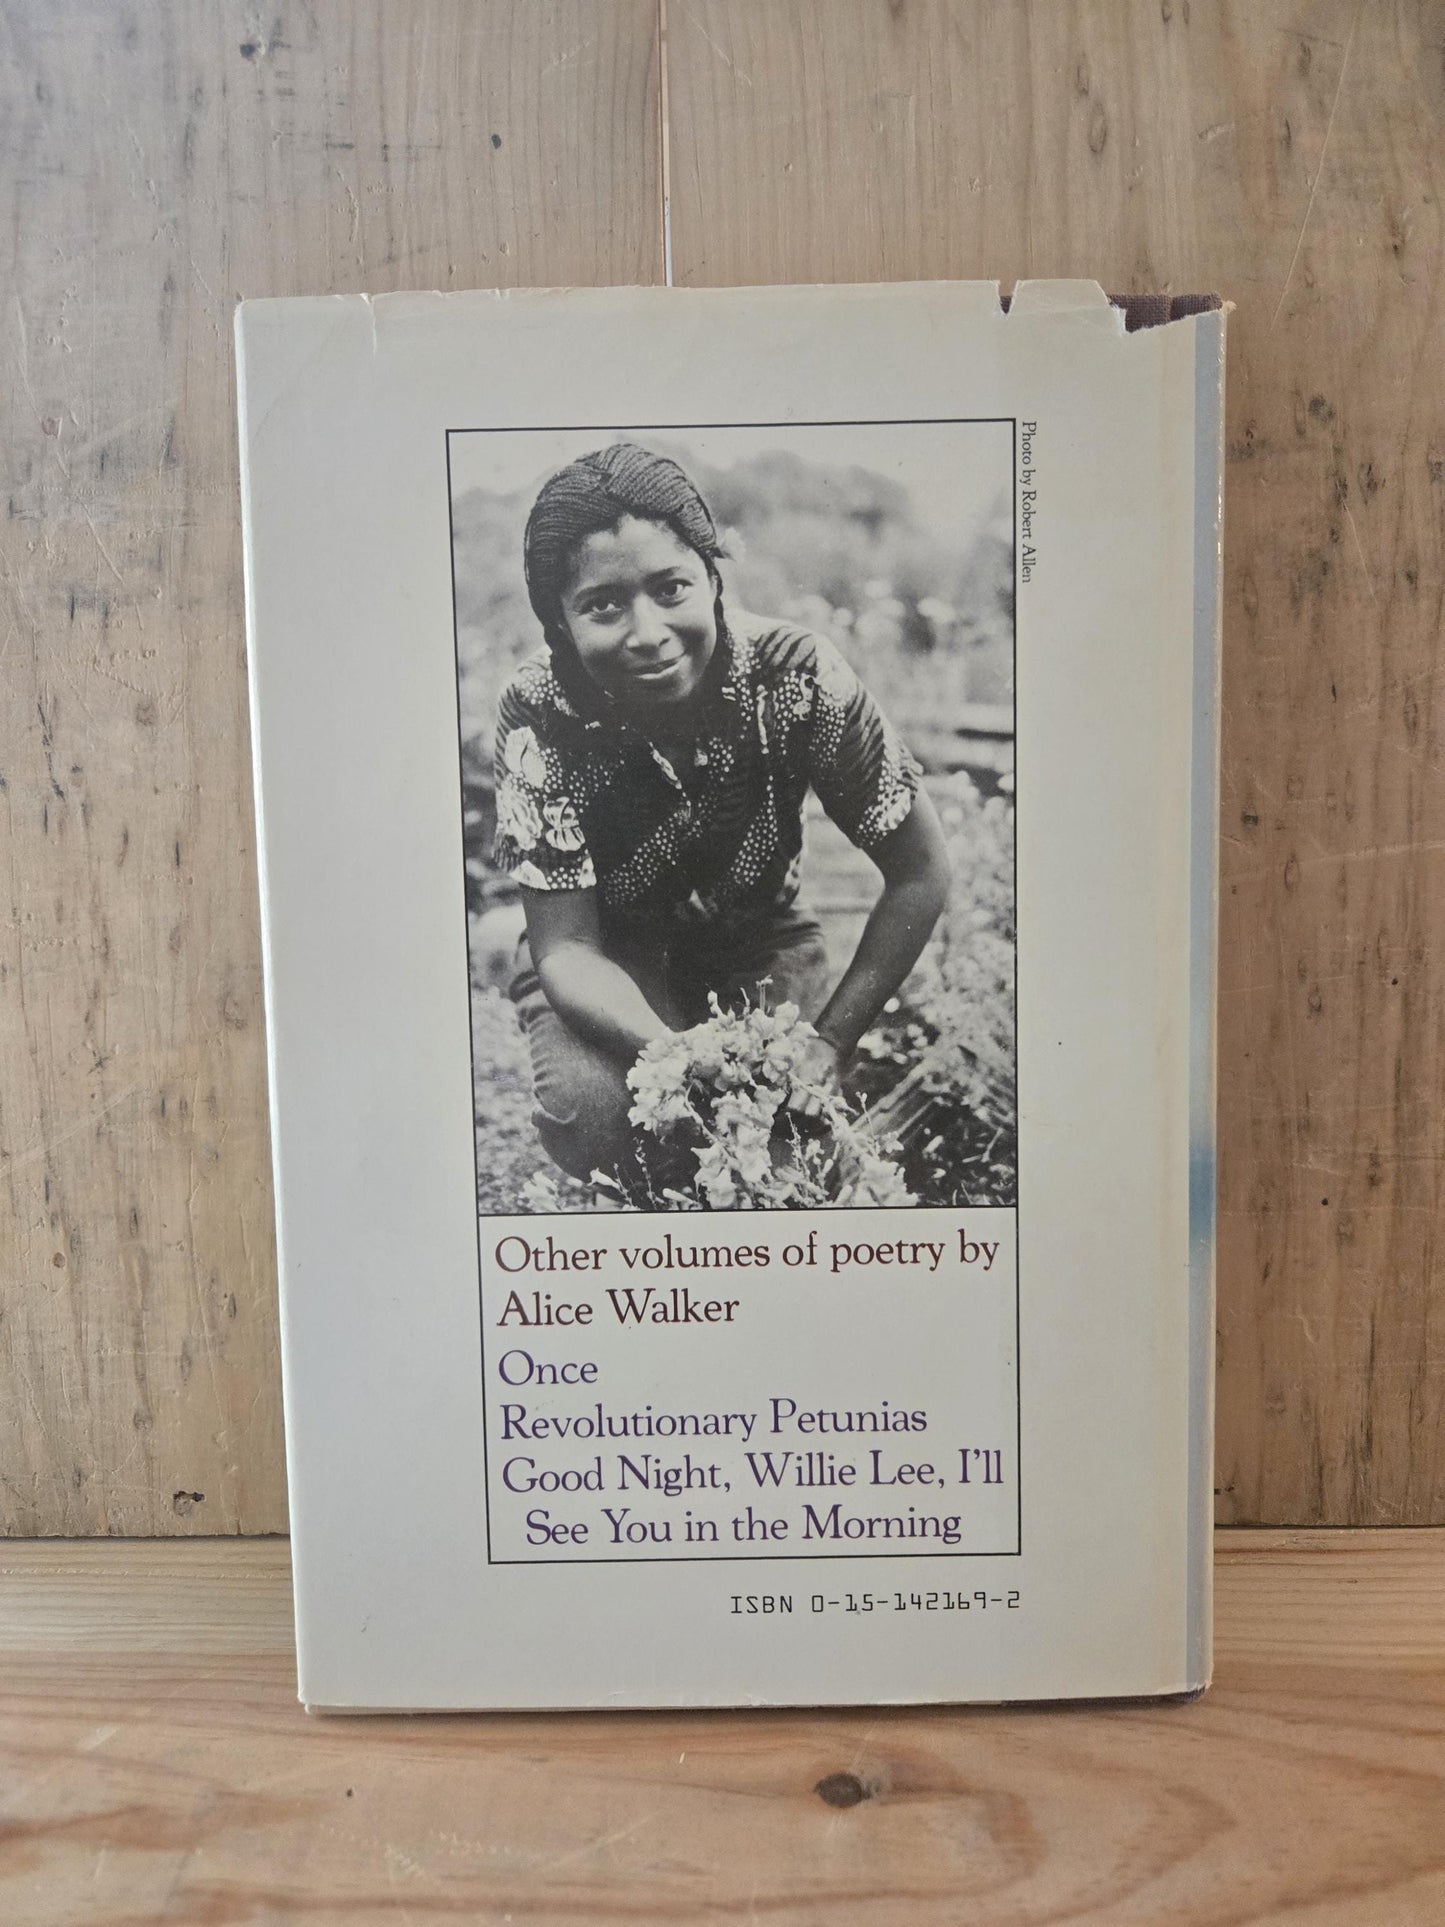 Photo by Robert Allen
Other volumes of poetry by
Alice Walker
Once
Revolutionary Petunias
Good Night, Willie Lee, I'll
See You in the Morning
ISBN 0-15-142169-2